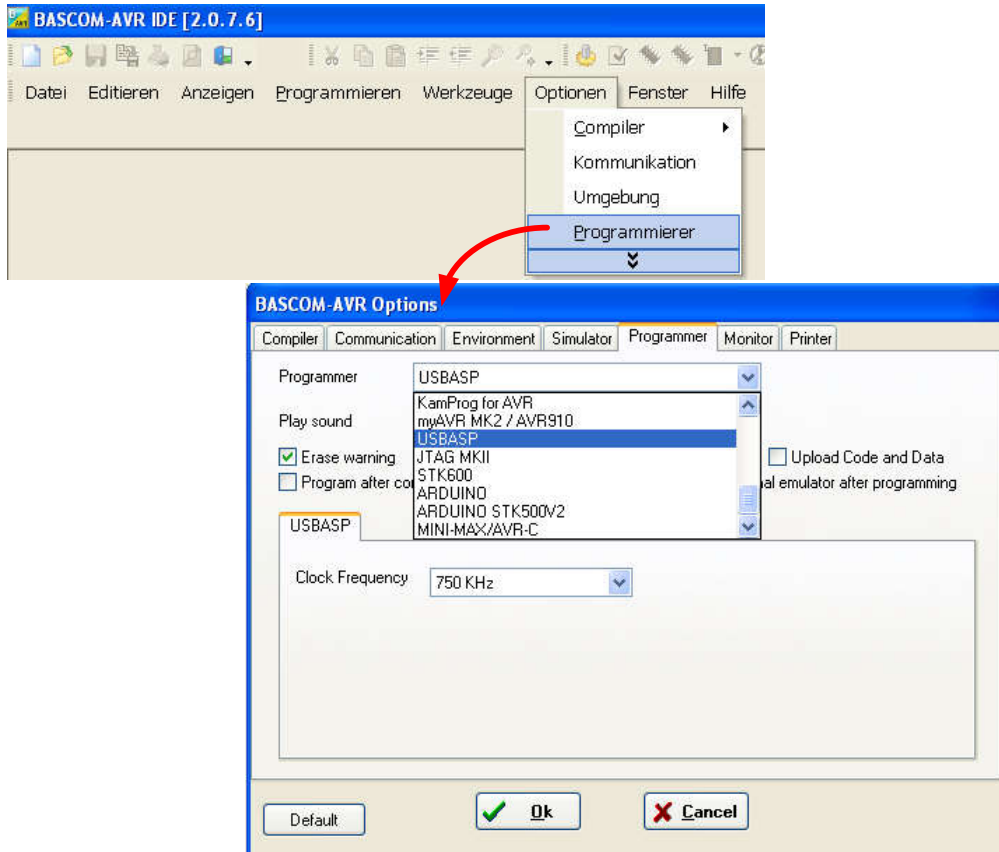 BASCOM-AVR IDE [2.0.7.6]
Datei Editieren Anzeigen Programmieren Werkzeuge Optionen Fenster Hilfe
Compiler
Kommunikation
Umgebung
Programmierer
BASCOM-AVR Options
Compiler Communication Environment Simulator Programmer Monitor Printer
Programmer USBASP
KamProg for AVR
Play sound myAVR MK2 / AVR910
USBASP
Erase warning JTAG MKII Upload Code and Data
STK600
Program after emulator after programming
ARDUINO
ARDUINO STK500V2
USBASP MINI-MAX/AVR-C
Clock Frequency 750 KHz
Default Ok Cancel